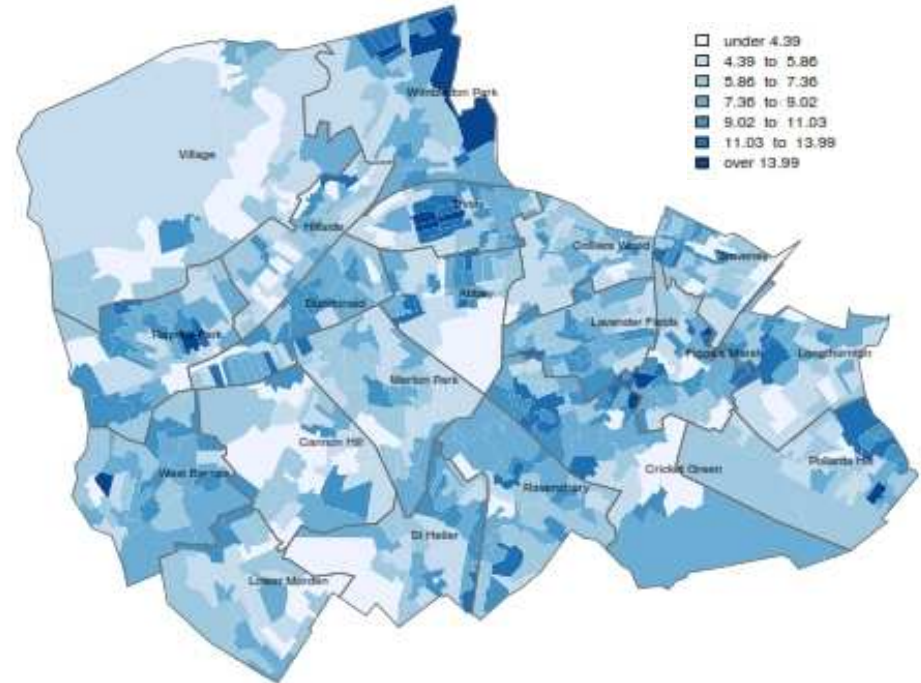 under 4.39
4.39 to 5.86
5.86 to 7.36
7.36 to 9.02
9.02 to 11.03
11.03 to 13.99
over 13.99
Wimbledon Park
Village
Trinity
Hillside
Colliers Wood
Graveney
Dundonald
Abbey
Raynes Park
Lavender Fields
Figge's Marsh
Longthornton
Merton Park
Cannon Hill
West Barnes
Cricket Green
Pollards Hill
Ravensbury
St Helier
Lower Morden